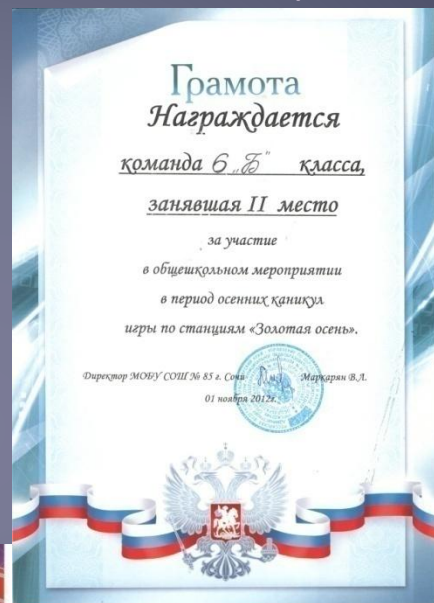 Грамота
Награждается
команда 6 „Б" класса,
занявшая II место
за участие
в общешкольном мероприятии
в период осенних каникул
игры по станциям «Золотая осень».
Директор МОБУ СОШ № 85 г. Сочи Маркарян В.А.
01 ноября 2012г.